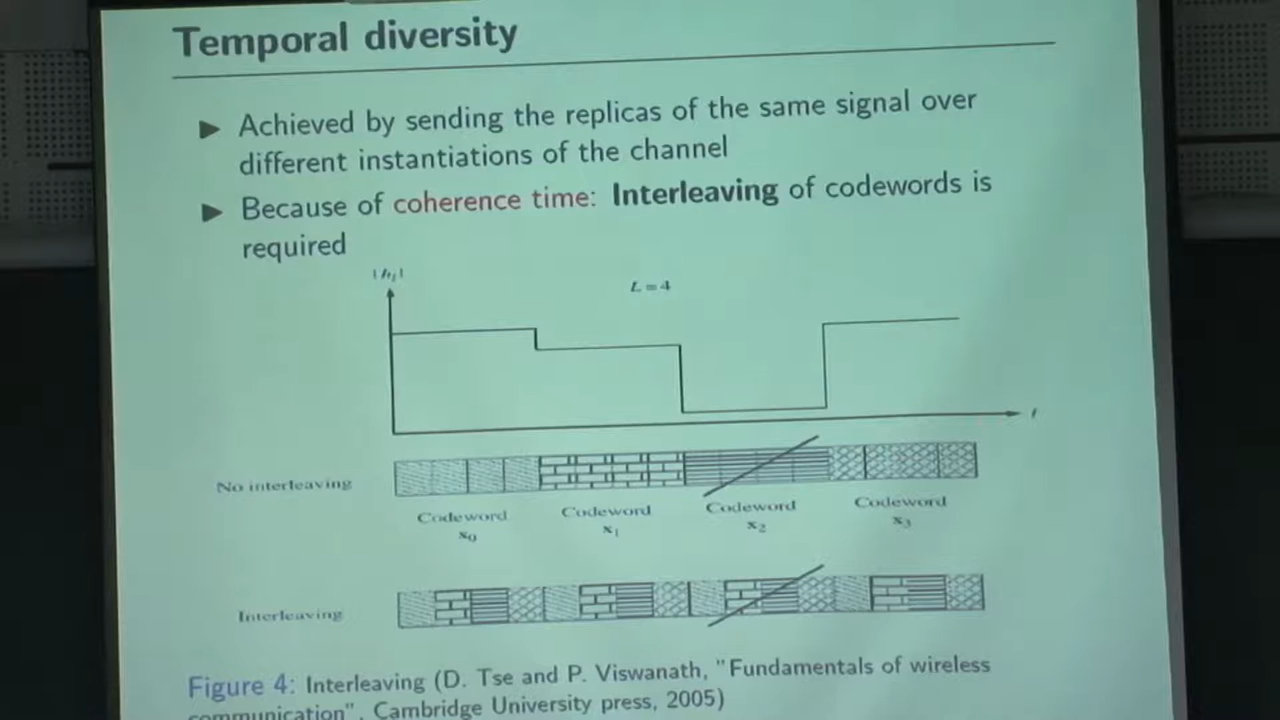 Temporal diversity
▶ Achieved by sending the replicas of the same signal over
different instantiations of the channel
▶ Because of coherence time: Interleaving of codewords is
required
|h_l|
L = 4
t
No interleaving
Codeword Codeword Codeword Codeword
x₀ x₁ x₂ x₃
Interleaving
Figure 4: Interleaving (D. Tse and P. Viswanath, "Fundamentals of wireless
communication", Cambridge University press, 2005)